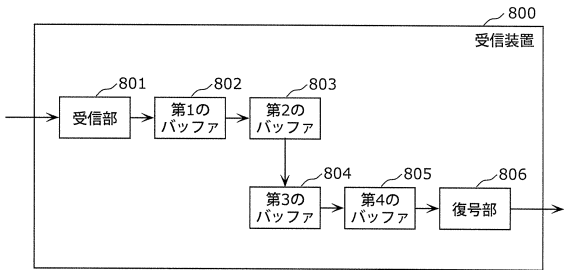 800
受信装置
801
受信部
802
第1の
バッファ
803
第2の
バッファ
804
第3の
バッファ
805
第4の
バッファ
806
復号部